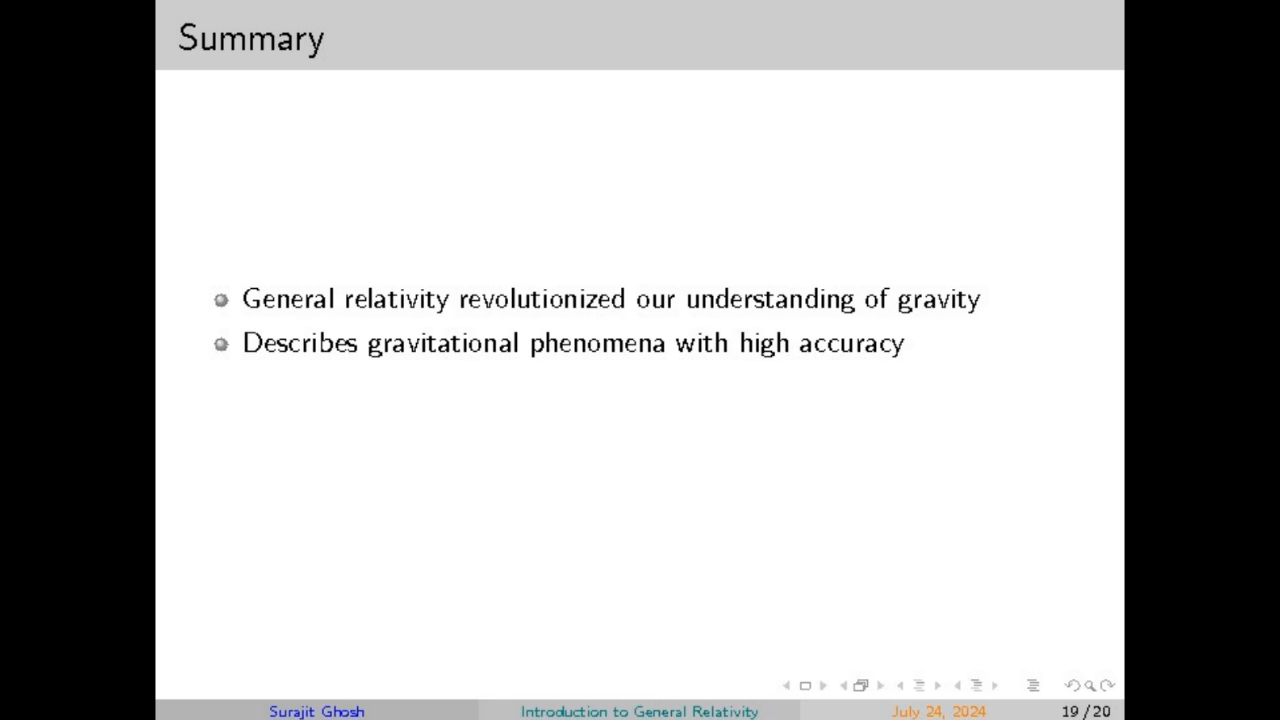 Summary
General relativity revolutionized our understanding of gravity
Describes gravitational phenomena with high accuracy
Surajit Ghosh
Introduction to General Relativity
July 24, 2024
19/20